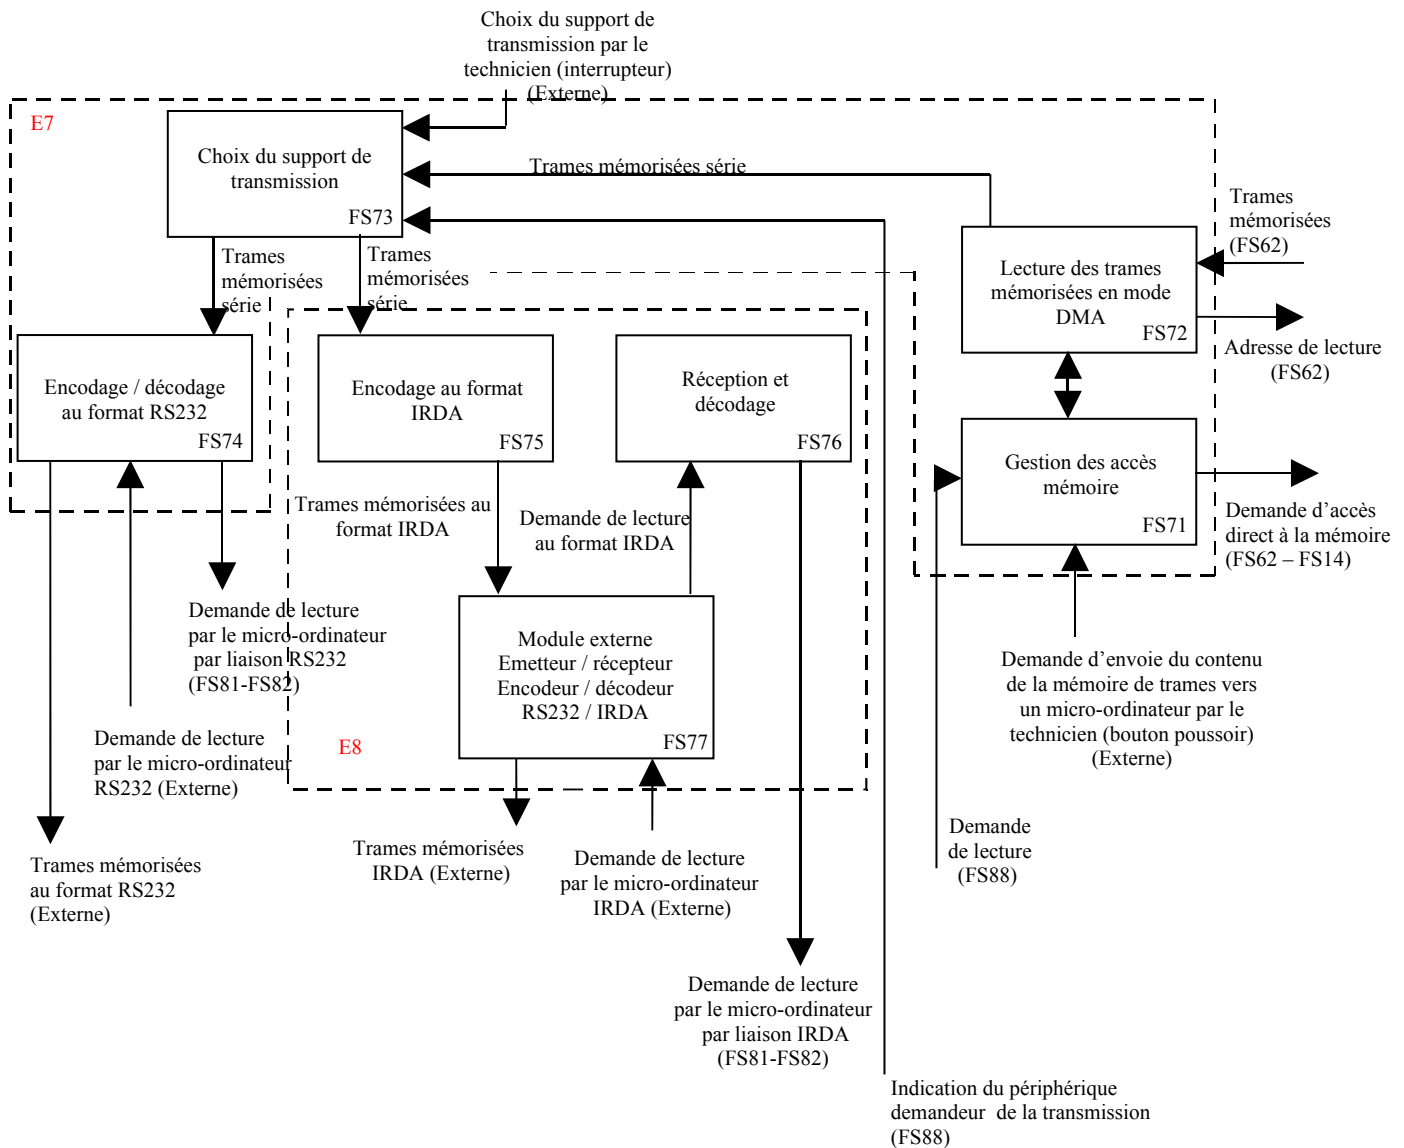 Choix du support de
transmission par le
technicien (interrupteur)
(Externe)
E7
Choix du support de
transmission
FS73
Trames mémorisées série
Trames
mémorisées
(FS62)
Trames
mémorisées
série
Trames
mémorisées
série
Lecture des trames
mémorisées en mode
DMA
FS72
Adresse de lecture
(FS62)
Encodage / décodage
au format RS232
FS74
Encodage au format
IRDA
FS75
Réception et
décodage
FS76
Gestion des accès
mémoire
FS71
Demande d’accès
direct à la mémoire
(FS62 – FS14)
Trames mémorisées au
format IRDA
Demande de lecture
au format IRDA
Demande de lecture
par le micro-ordinateur
par liaison RS232
(FS81-FS82)
Module externe
Emetteur / récepteur
Encodeur / décodeur
RS232 / IRDA
FS77
Demande d’envoie du contenu
de la mémoire de trames vers
un micro-ordinateur par le
technicien (bouton poussoir)
(Externe)
Demande de lecture
par le micro-ordinateur
RS232 (Externe)
E8
Trames mémorisées
au format RS232
(Externe)
Trames mémorisées
IRDA (Externe)
Demande de lecture
par le micro-ordinateur
IRDA (Externe)
Demande
de lecture
(FS88)
Demande de lecture
par le micro-ordinateur
par liaison IRDA
(FS81-FS82)
Indication du périphérique
demandeur de la transmission
(FS88)